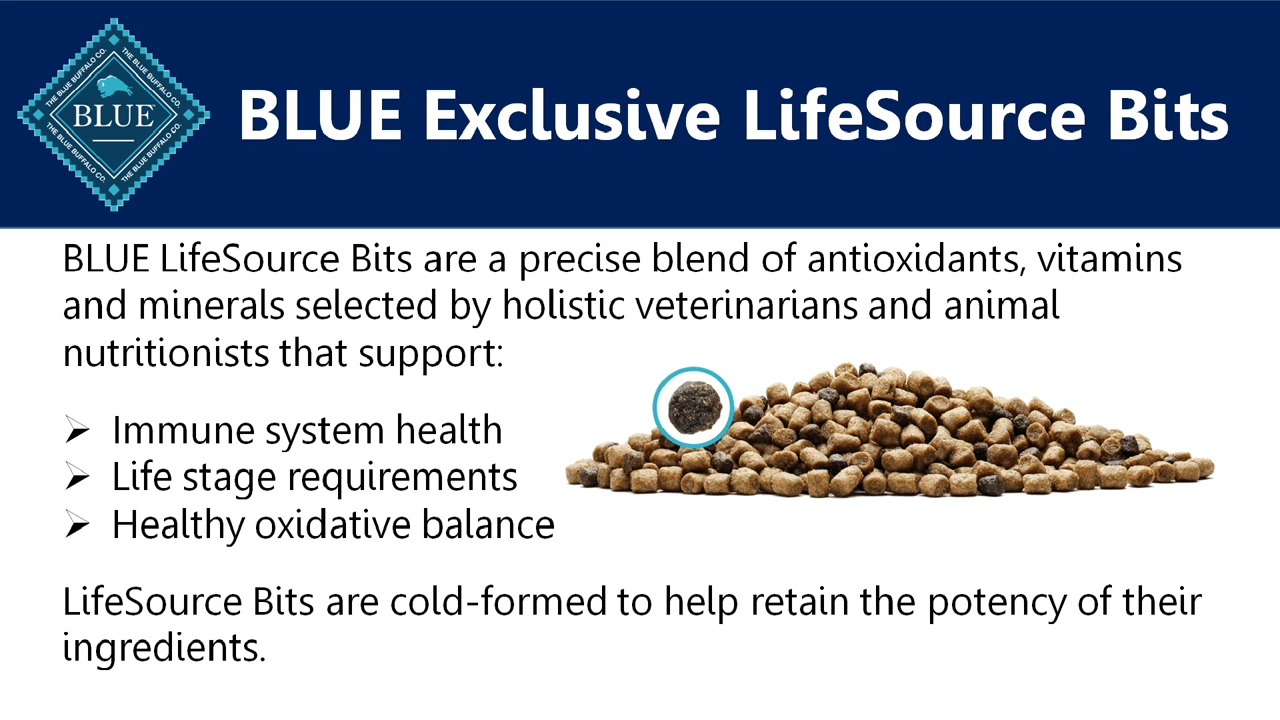 THE BLUE BUFFALO CO.
THE BLUE BUFFALO CO.
BLUE
THE BLUE BUFFALO CO.
THE BLUE BUFFALO CO.
BLUE Exclusive LifeSource Bits
BLUE LifeSource Bits are a precise blend of antioxidants, vitamins
and minerals selected by holistic veterinarians and animal
nutritionists that support:
➢ Immune system health
➢ Life stage requirements
➢ Healthy oxidative balance
LifeSource Bits are cold-formed to help retain the potency of their
ingredients.